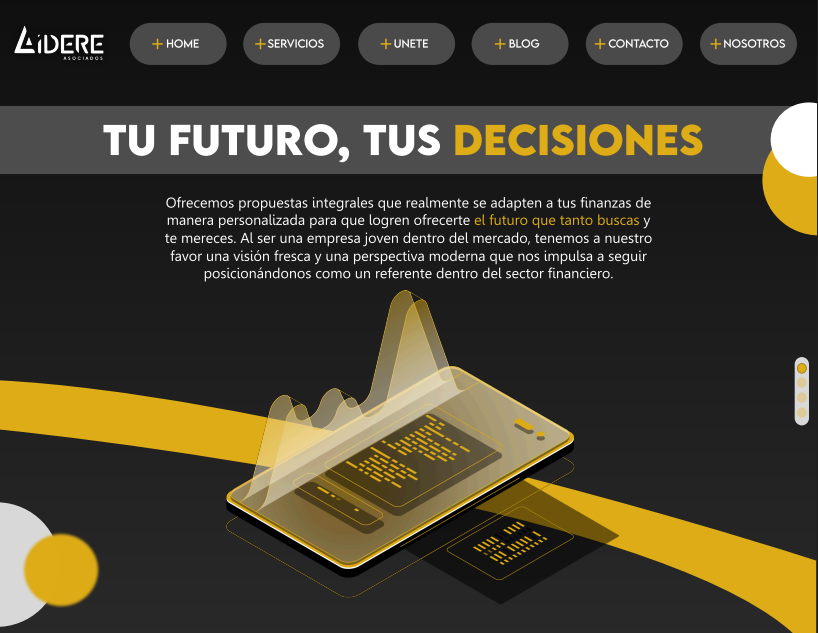 LiDERE
ASOCIADOS
+ HOME
+ SERVICIOS
+ UNETE
+ BLOG
+ CONTACTO
+ NOSOTROS
TU FUTURO, TUS DECISIONES
Ofrecemos propuestas integrales que realmente se adapten a tus finanzas de
manera personalizada para que logren ofrecerte el futuro que tanto buscas y
te mereces. Al ser una empresa joven dentro del mercado, tenemos a nuestro
favor una visión fresca y una perspectiva moderna que nos impulsa a seguir
posicionándonos como un referente dentro del sector financiero.